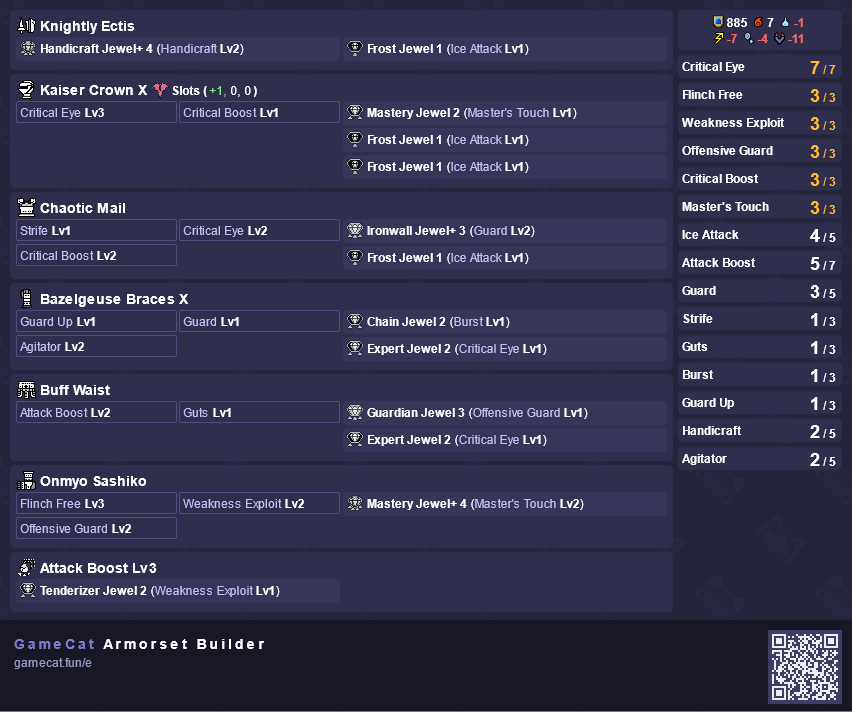 Knightly Ectis
Handicraft Jewel+ 4 (Handicraft Lv2)
Frost Jewel 1 (Ice Attack Lv1)
Kaiser Crown X Slots ( +1, 0, 0 )
Critical Eye Lv3
Critical Boost Lv1
Mastery Jewel 2 (Master's Touch Lv1)
Frost Jewel 1 (Ice Attack Lv1)
Frost Jewel 1 (Ice Attack Lv1)
Chaotic Mail
Strife Lv1
Critical Eye Lv2
Ironwall Jewel+ 3 (Guard Lv2)
Critical Boost Lv2
Frost Jewel 1 (Ice Attack Lv1)
Bazelgeuse Braces X
Guard Up Lv1
Guard Lv1
Chain Jewel 2 (Burst Lv1)
Agitator Lv2
Expert Jewel 2 (Critical Eye Lv1)
Buff Waist
Attack Boost Lv2
Guts Lv1
Guardian Jewel 3 (Offensive Guard Lv1)
Expert Jewel 2 (Critical Eye Lv1)
Onmyo Sashiko
Flinch Free Lv3
Weakness Exploit Lv2
Mastery Jewel+ 4 (Master's Touch Lv2)
Offensive Guard Lv2
Attack Boost Lv3
Tenderizer Jewel 2 (Weakness Exploit Lv1)
885 7 -1
-7 -4 -11
Critical Eye 7 / 7
Flinch Free 3 / 3
Weakness Exploit 3 / 3
Offensive Guard 3 / 3
Critical Boost 3 / 3
Master's Touch 3 / 3
Ice Attack 4 / 5
Attack Boost 5 / 7
Guard 3 / 5
Strife 1 / 3
Guts 1 / 3
Burst 1 / 3
Guard Up 1 / 3
Handicraft 2 / 5
Agitator 2 / 5
GameCat Armorset Builder
gamecat.fun/e